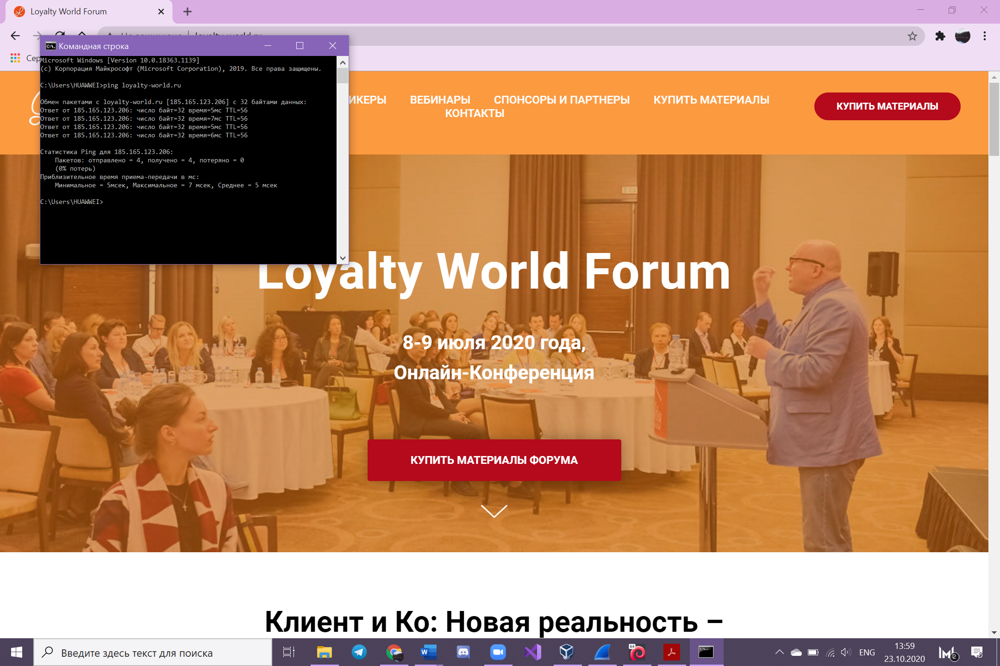 Loyalty World Forum
Командная строка
Microsoft Windows [Version 10.0.18363.1139]
(c) Корпорация Майкрософт (Microsoft Corporation), 2019. Все права защищены.
C:\Users\HUAWWEI>ping loyalty-world.ru
Обмен пакетами с loyalty-world.ru [185.165.123.206] с 32 байтами данных:
Ответ от 185.165.123.206: число байт=32 время=5мс TTL=56
Ответ от 185.165.123.206: число байт=32 время=7мс TTL=56
Ответ от 185.165.123.206: число байт=32 время=5мс TTL=56
Ответ от 185.165.123.206: число байт=32 время=6мс TTL=56
Статистика Ping для 185.165.123.206:
Пакетов: отправлено = 4, получено = 4, потеряно = 0
(0% потерь)
Приблизительное время приема-передачи в мс:
Минимальное = 5мсек, Максимальное = 7 мсек, Среднее = 5 мсек
C:\Users\HUAWWEI>
ИКЕРЫ ВЕБИНАРЫ СПОНСОРЫ И ПАРТНЕРЫ КУПИТЬ МАТЕРИАЛЫ
КОНТАКТЫ
КУПИТЬ МАТЕРИАЛЫ
Loyalty World Forum
8-9 июля 2020 года,
Онлайн-Конференция
КУПИТЬ МАТЕРИАЛЫ ФОРУМА
Клиент и Ко: Новая реальность –
Введите здесь текст для поиска
64
ENG
13:59
23.10.2020
2